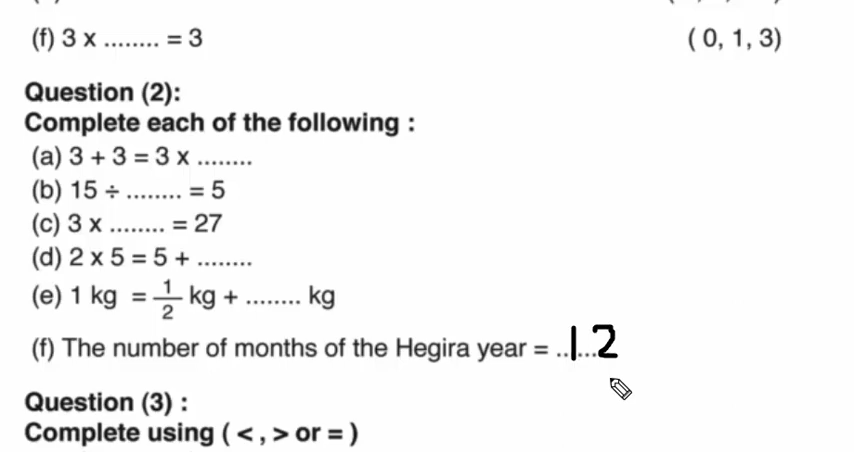 (f) 3 x ........ = 3 ( 0, 1, 3)
Question (2):
Complete each of the following :
(a) 3 + 3 = 3 x ........
(b) 15 ÷ ........ = 5
(c) 3 x ........ = 27
(d) 2 x 5 = 5 + ........
(e) 1 kg = 1/2 kg + ........ kg
(f) The number of months of the Hegira year = ..1...2
Question (3) :
Complete using ( < , > or = )